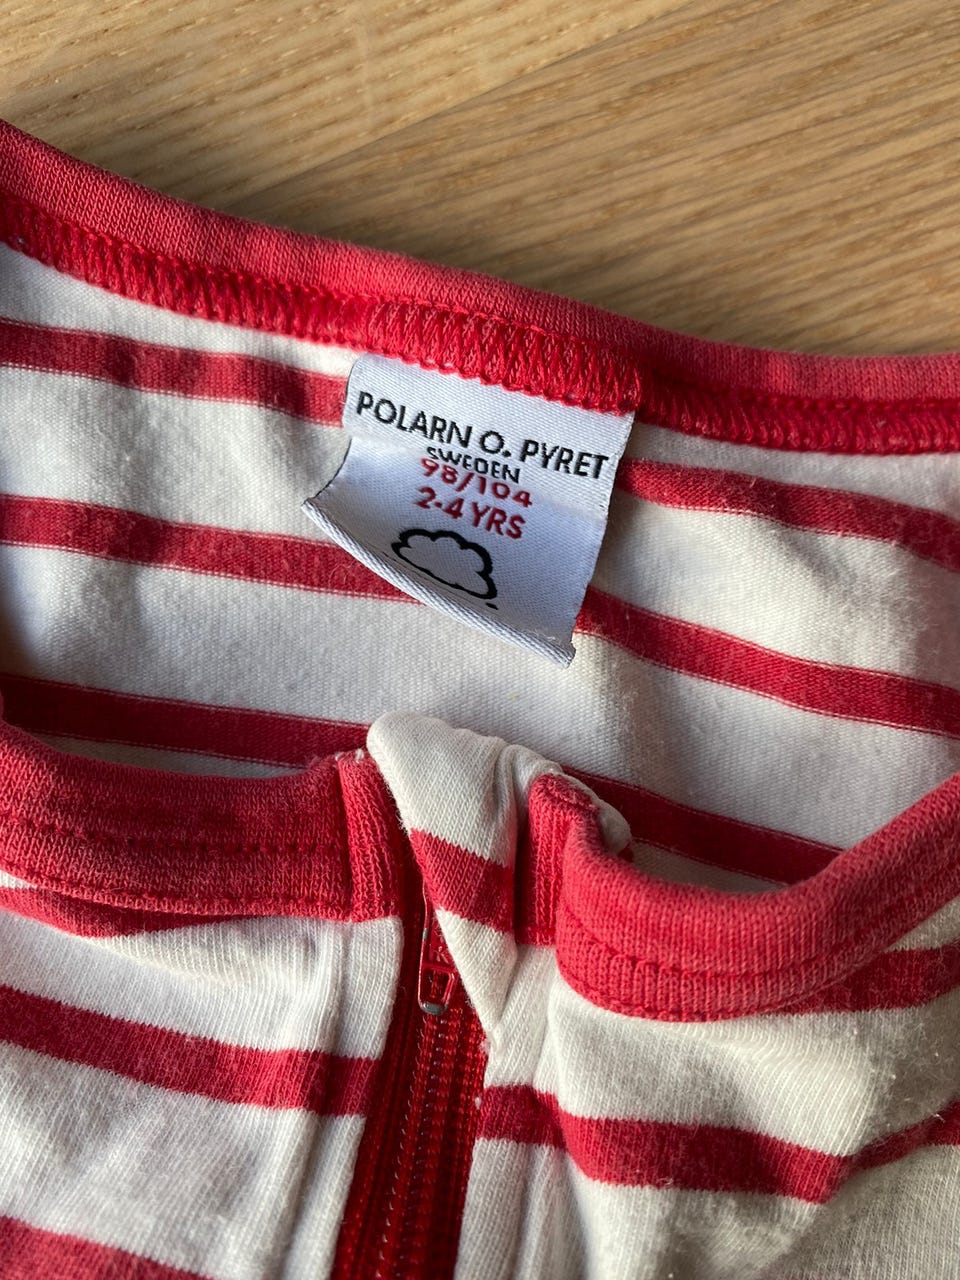 POLARN O. PYRET
SWEDEN
98/104
2-4 YRS